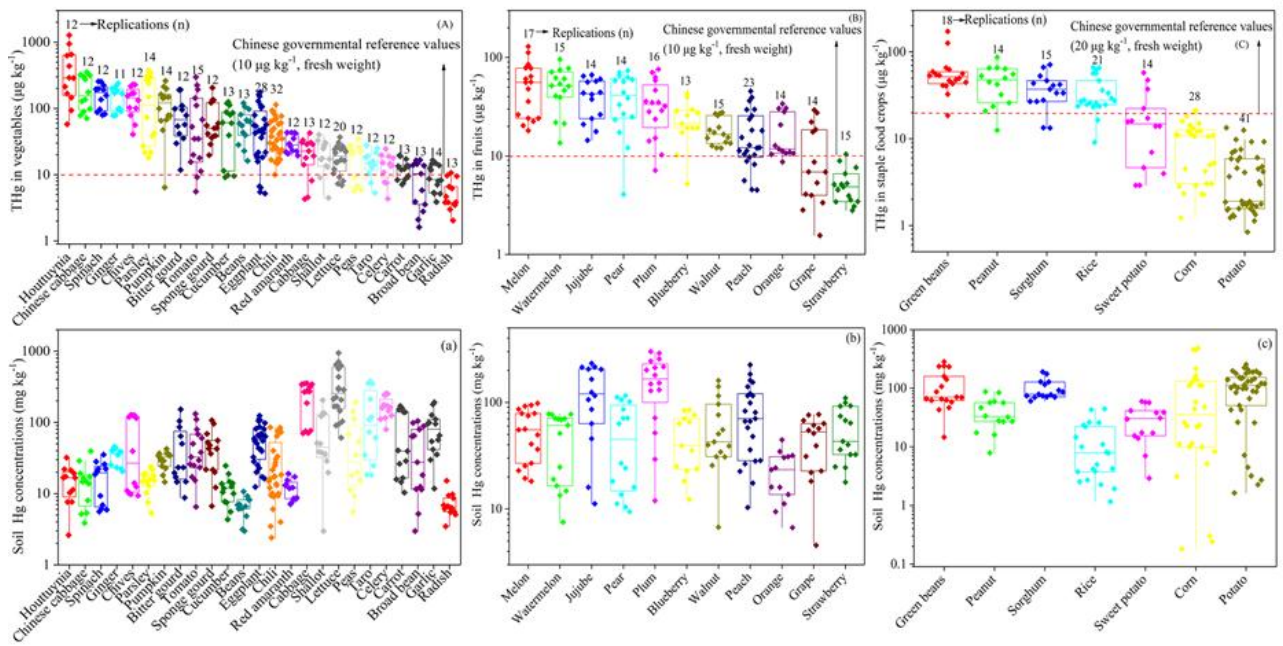 12 → Replications (n)
(A)
Chinese governmental reference values
(10 μg kg⁻¹, fresh weight)
12 12 11 12 14 14 12 15 12 13 13 28 32 12 13 12 20 12 12 12 12 13 14 13
THg in vegetables (μg kg⁻¹)
1000
100
10
1
Houttuynia
Chinese cabbage
Spinach
Ginger
Chives
Parsley
Pumpkin
Bitter gourd
Tomato
Sponge gourd
Cucumber
Beans
Eggplant
Chili
Red amaranth
Cabbage
Shallot
Lettuce
Peas
Taro
Celery
Carrot
Broad bean
Garlic
Radish
17 → Replications (n)
(B)
Chinese governmental reference values
(10 μg kg⁻¹, fresh weight)
15 14 14 16 13 15 23 14 14 15
THg in fruits (μg kg⁻¹)
100
10
1
Melon
Watermelon
Jujube
Pear
Plum
Blueberry
Walnut
Peach
Orange
Grape
Strawberry
18 → Replications (n)
Chinese governmental reference values
(20 μg kg⁻¹, fresh weight)
(C)
14 15 21 14 28 41
THg in staple food crops (μg kg⁻¹)
100
10
1
Green beans
Peanut
Sorghum
Rice
Sweet potato
Corn
Potato
(a)
Soil Hg concentrations (mg kg⁻¹)
1000
100
10
1
Houttuynia
Chinese cabbage
Spinach
Ginger
Chives
Parsley
Pumpkin
Bitter gourd
Tomato
Sponge gourd
Cucumber
Beans
Eggpant
Chili
Red amaranth
Cabbage
Shallot
Lettuce
Peas
Taro
Celery
Carrot
Broad bean
Garlic
Radish
(b)
Soil Hg concentrations (mg kg⁻¹)
100
10
Melon
Watermelon
Jujube
Pear
Plum
Blueberry
Walnut
Peach
Orange
Grape
Strawberry
(c)
Soil Hg concentrations (mg kg⁻¹)
1000
100
10
1
0.1
Green beans
Peanut
Sorghum
Rice
Sweet potato
Corn
Potato